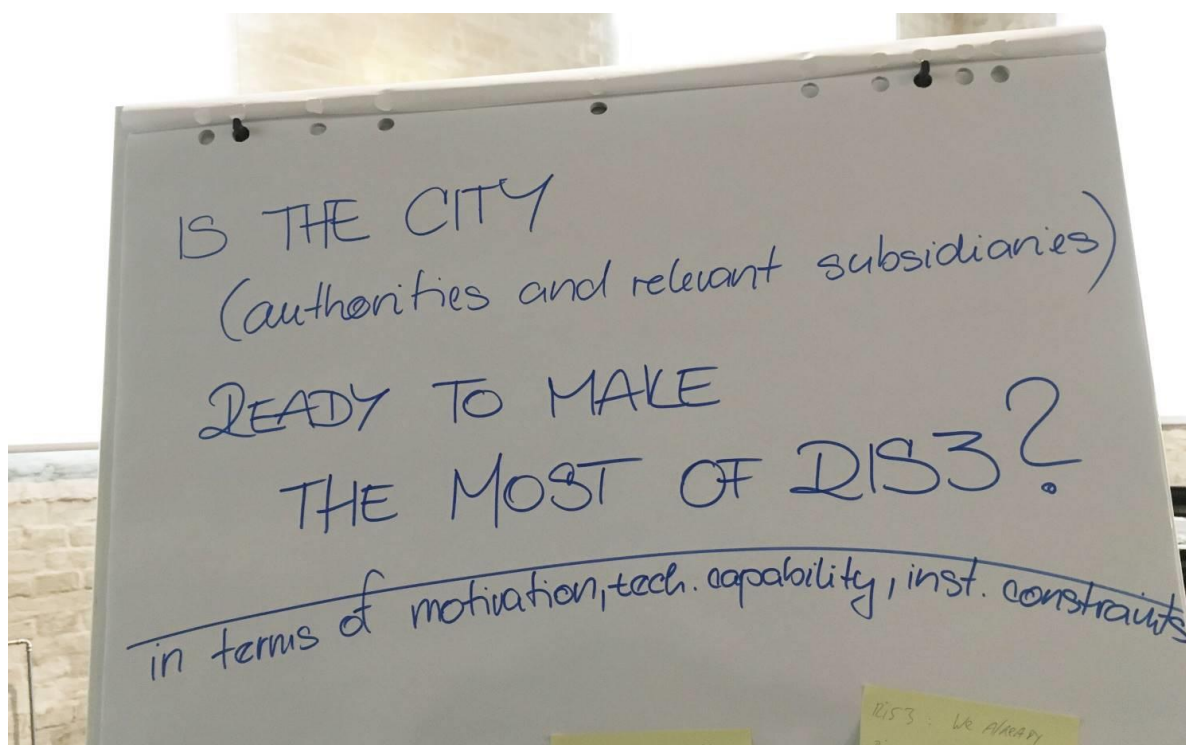 IS THE CITY
(authorities and relevant subsidiaries)
READY TO MAKE
THE MOST OF RIS3?
in terms of motivation, tech. capability, inst. constraints
RIS3: WE ALREADY